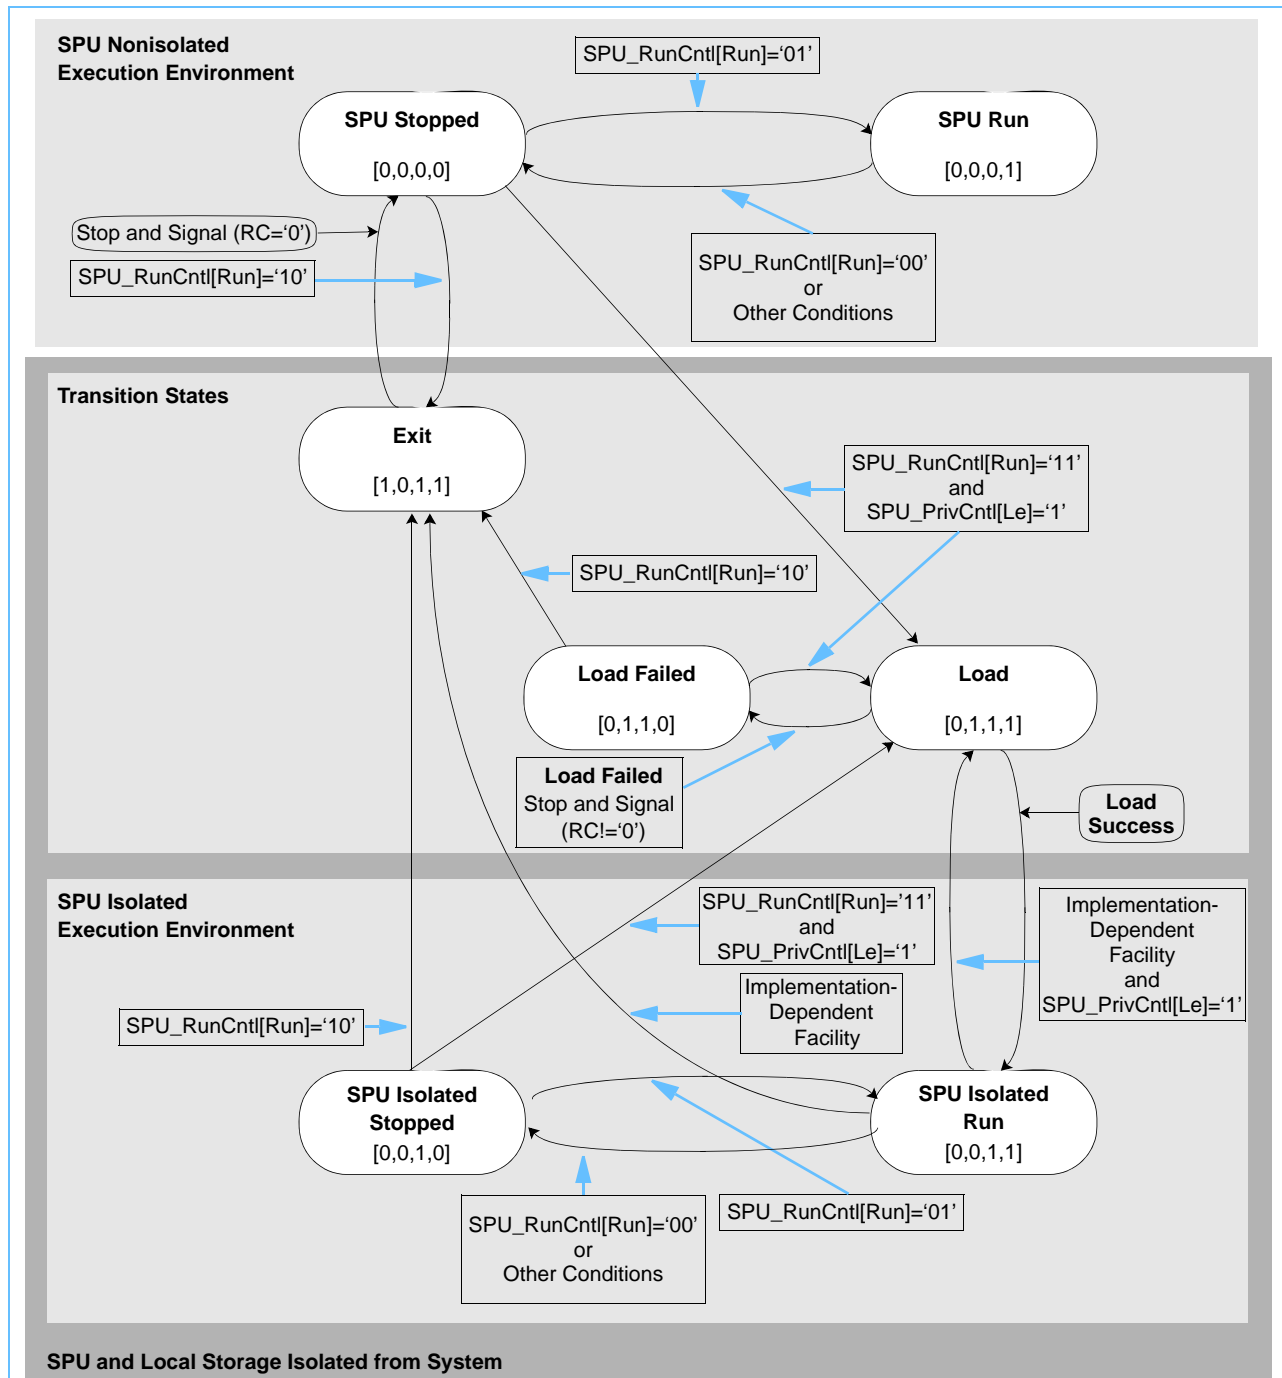 SPU Nonisolated
Execution Environment
SPU_RunCntl[Run]=‘01’
SPU Stopped
[0,0,0,0]
SPU Run
[0,0,0,1]
Stop and Signal (RC=‘0’)
SPU_RunCntl[Run]=‘10’
SPU_RunCntl[Run]=‘00’
or
Other Conditions
Transition States
Exit
[1,0,1,1]
SPU_RunCntl[Run]=‘11’
and
SPU_PrivCntl[Le]=‘1’
SPU_RunCntl[Run]=‘10’
Load Failed
[0,1,1,0]
Load
[0,1,1,1]
Load Failed
Stop and Signal
(RC!=‘0’)
Load
Success
SPU Isolated
Execution Environment
SPU_RunCntl[Run]=‘11’
and
SPU_PrivCntl[Le]=‘1’
Implementation-
Dependent
Facility
and
SPU_PrivCntl[Le]=‘1’
Implementation-
Dependent
Facility
SPU_RunCntl[Run]=‘10’
SPU Isolated
Stopped
[0,0,1,0]
SPU Isolated
Run
[0,0,1,1]
SPU_RunCntl[Run]=‘00’
or
Other Conditions
SPU_RunCntl[Run]=‘01’
SPU and Local Storage Isolated from System